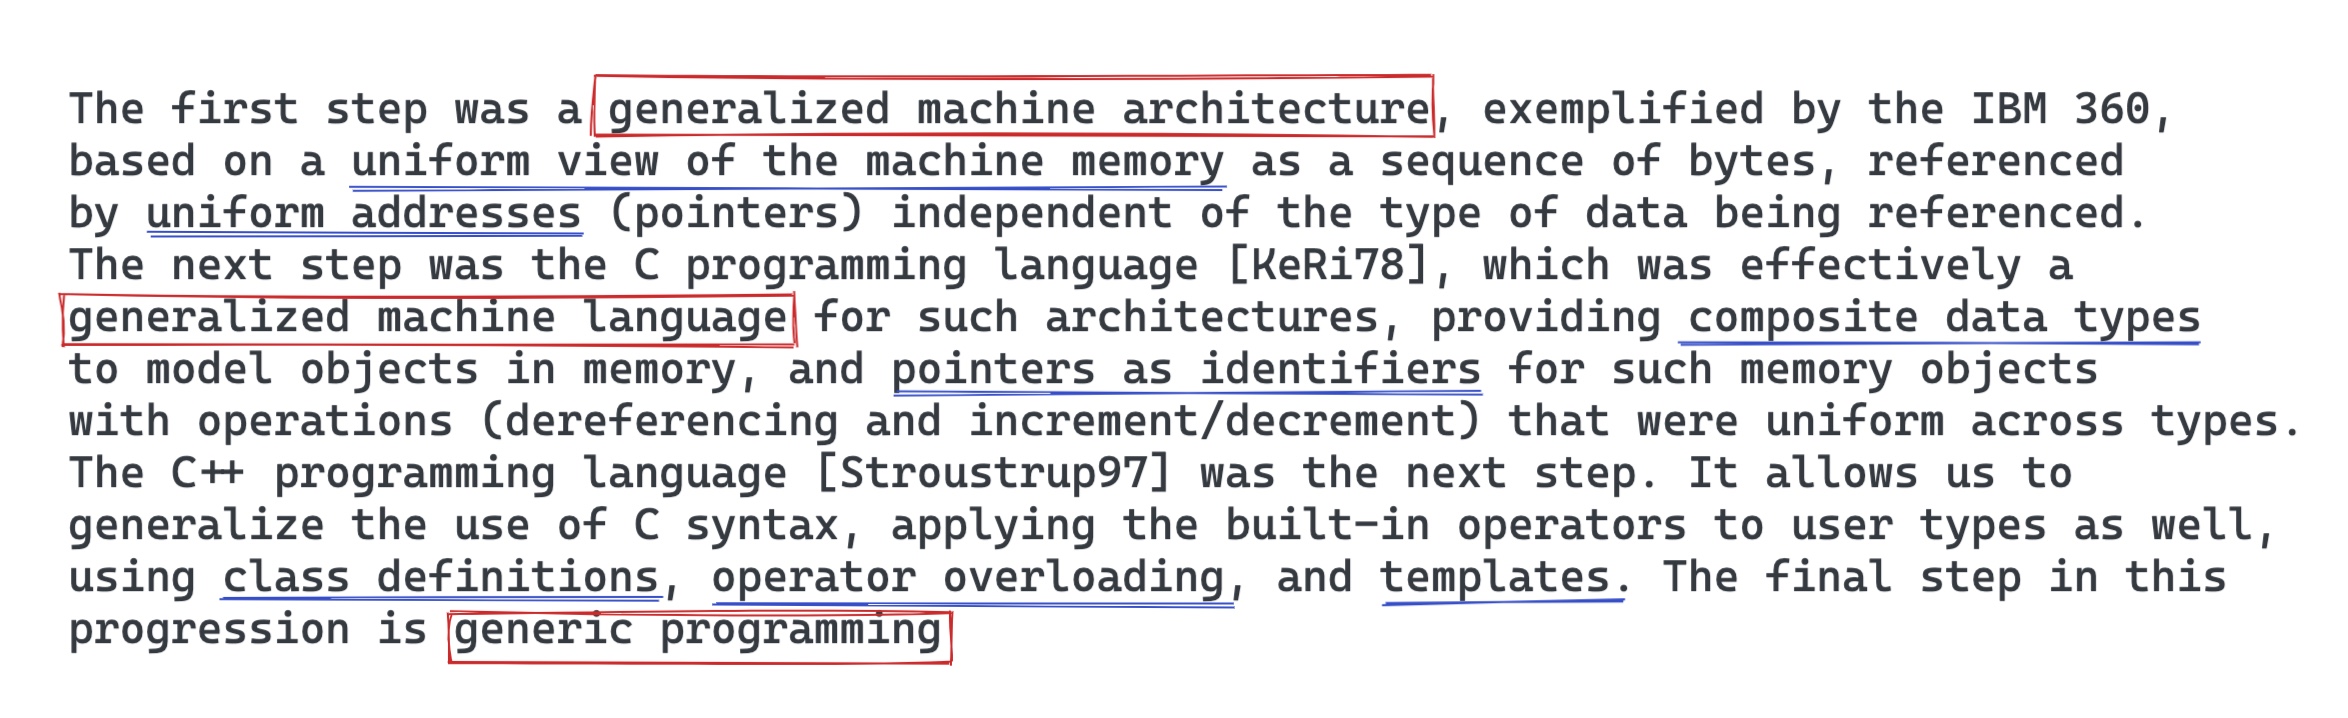 The first step was a generalized machine architecture, exemplified by the IBM 360,
based on a uniform view of the machine memory as a sequence of bytes, referenced
by uniform addresses (pointers) independent of the type of data being referenced.
The next step was the C programming language [KeRi78], which was effectively a
generalized machine language for such architectures, providing composite data types
to model objects in memory, and pointers as identifiers for such memory objects
with operations (dereferencing and increment/decrement) that were uniform across types.
The C++ programming language [Stroustrup97] was the next step. It allows us to
generalize the use of C syntax, applying the built-in operators to user types as well,
using class definitions, operator overloading, and templates. The final step in this
progression is generic programming